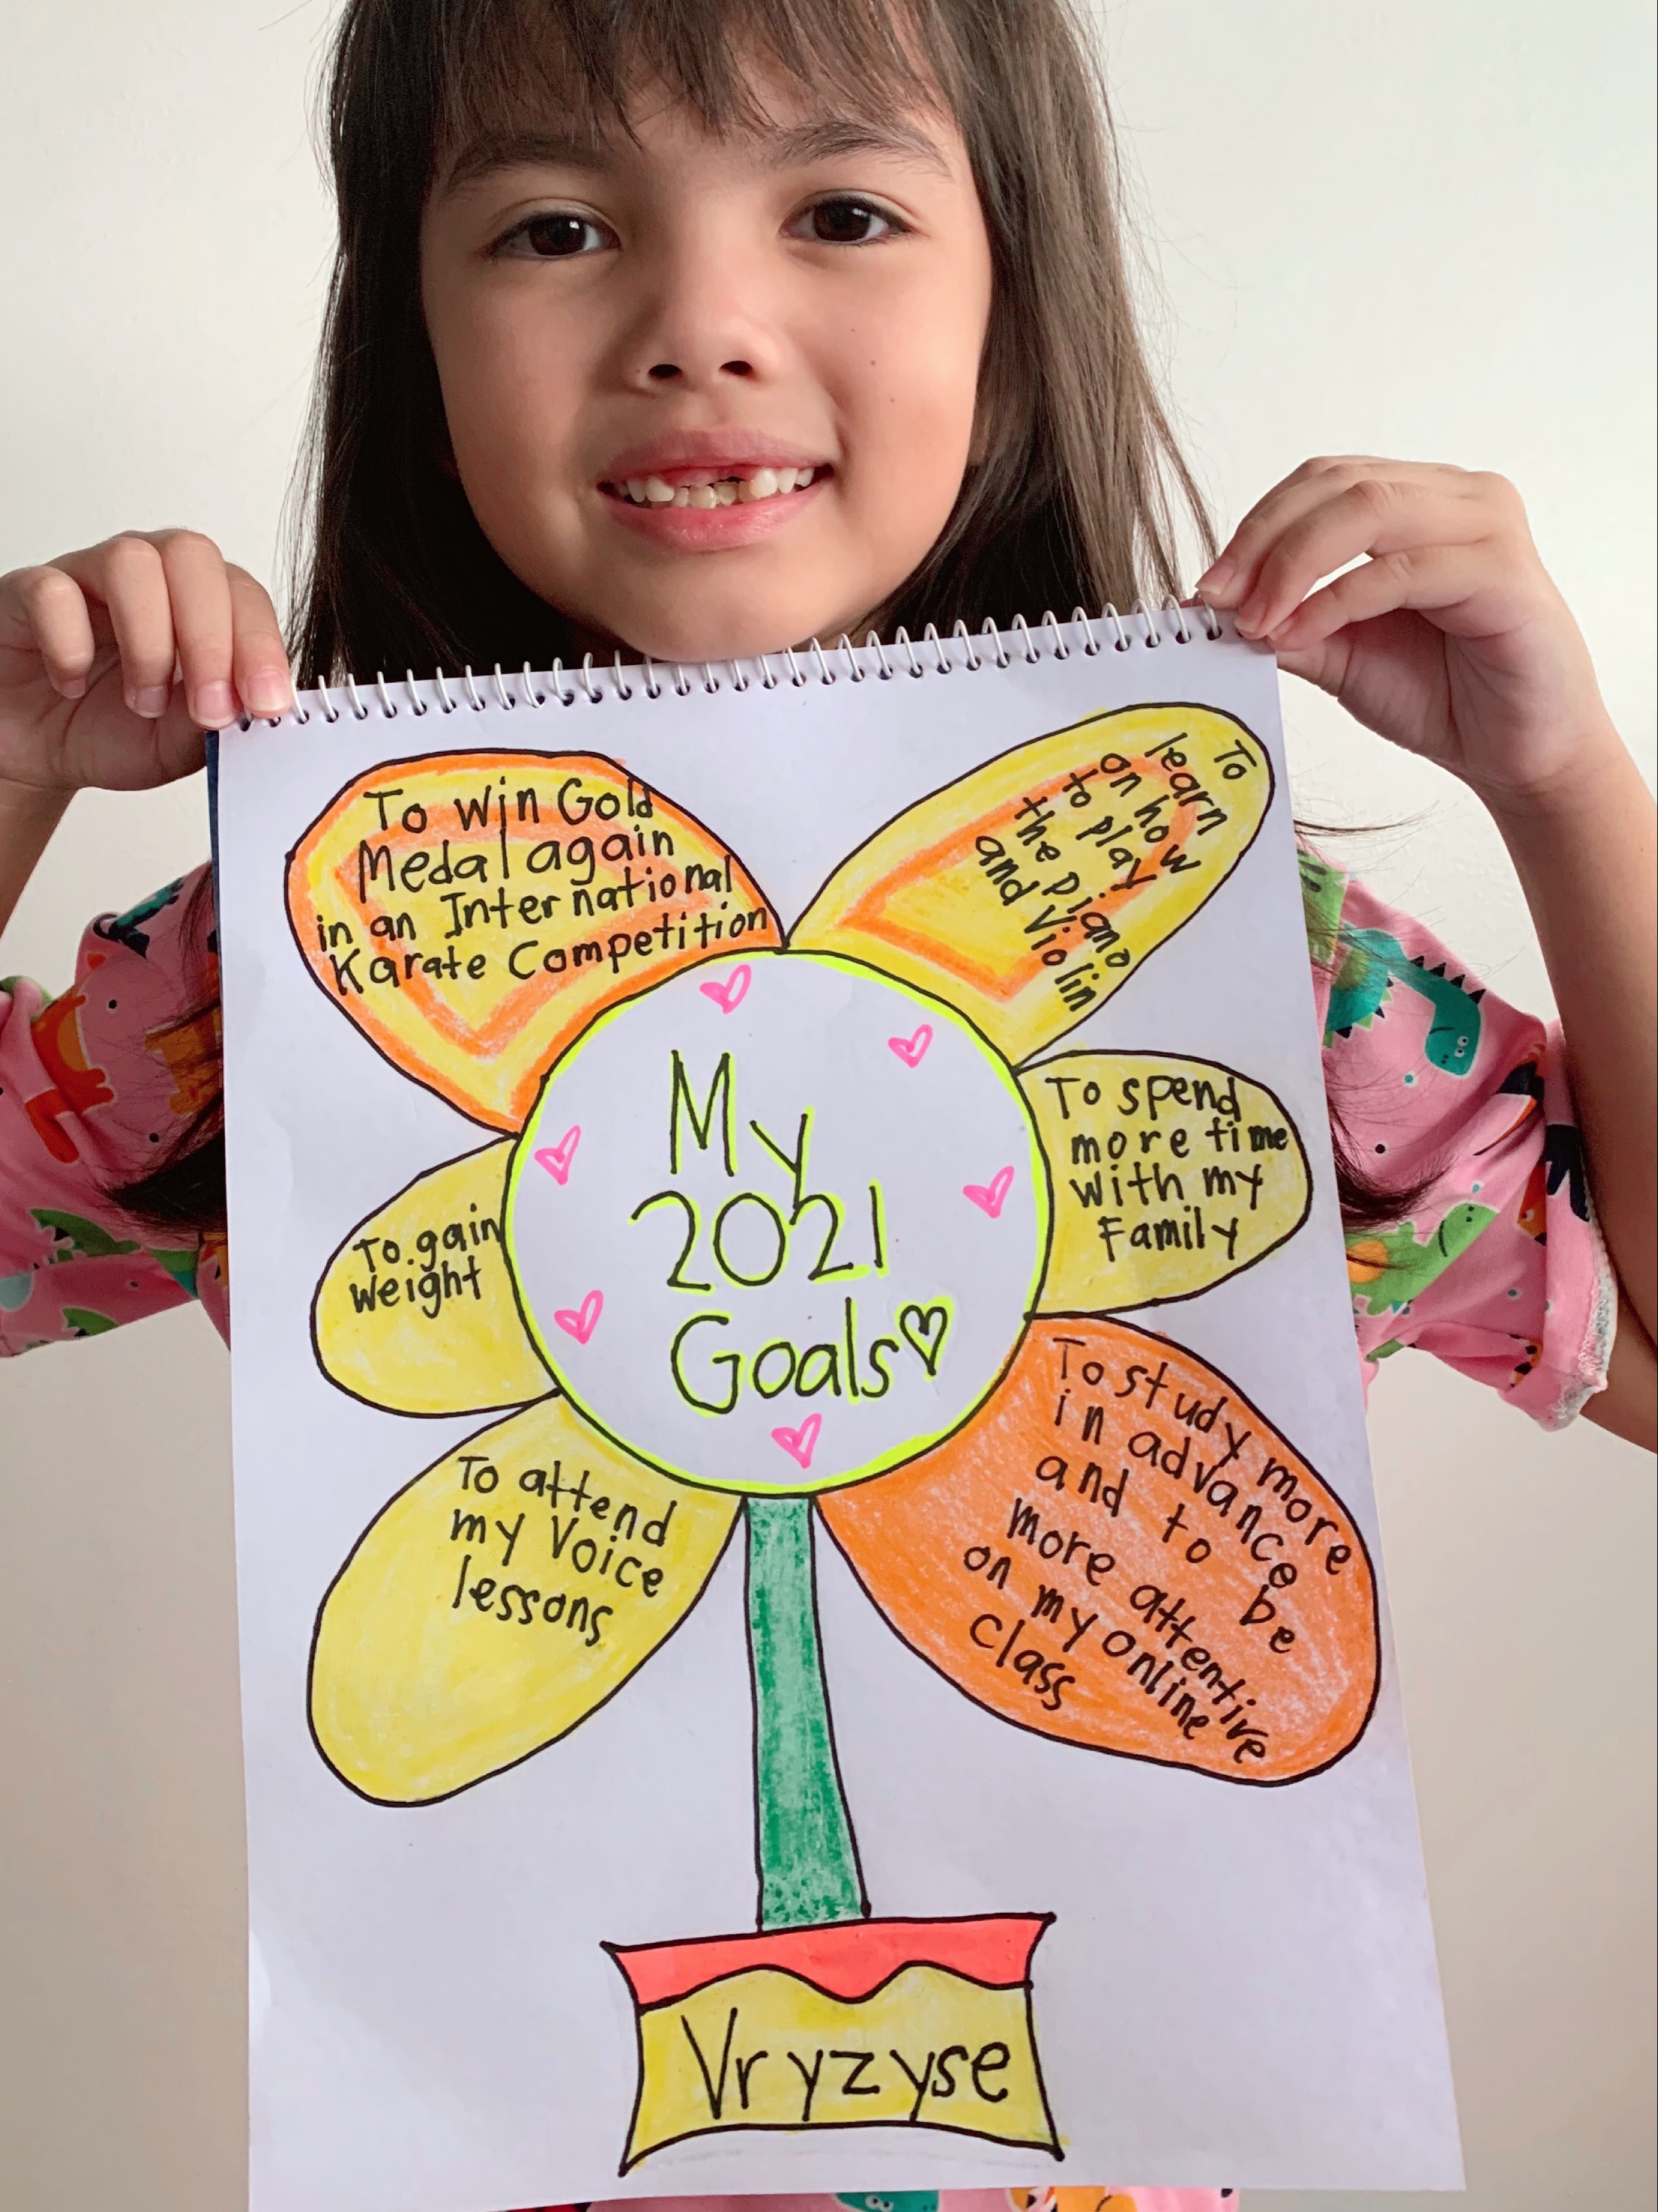 To win Gold
Medal again
in an International
Karate Competition
To
learn
on how
to play
the piano
and Violin
My
2021
Goals
To gain
weight
To spend
more time
with my
Family
To attend
my Voice
lessons
To study more
in advance
and to be
more attentive
on my online
class
Vryzyse